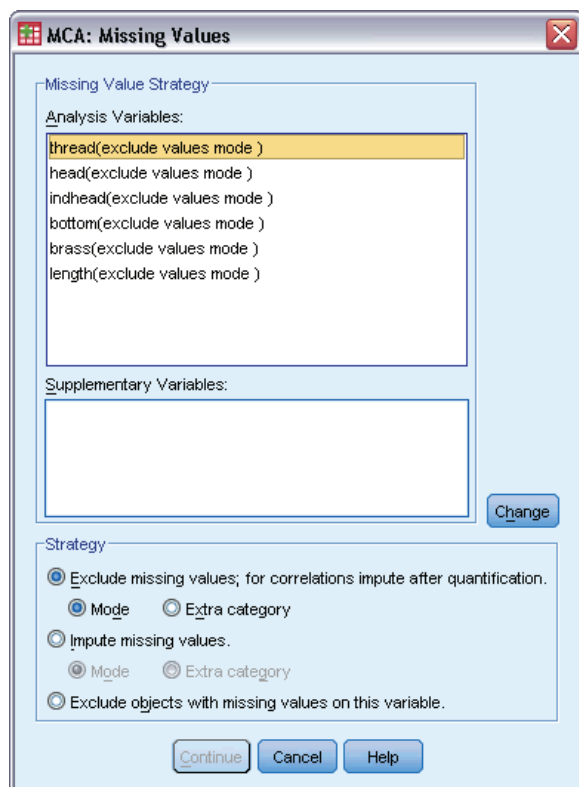 MCA: Missing Values
Missing Value Strategy
Analysis Variables:
thread(exclude values mode )
head(exclude values mode )
indhead(exclude values mode )
bottom(exclude values mode )
brass(exclude values mode )
length(exclude values mode )
Supplementary Variables:
Change
Strategy
Exclude missing values; for correlations impute after quantification.
Mode Extra category
Impute missing values.
Mode Extra category
Exclude objects with missing values on this variable.
Continue Cancel Help